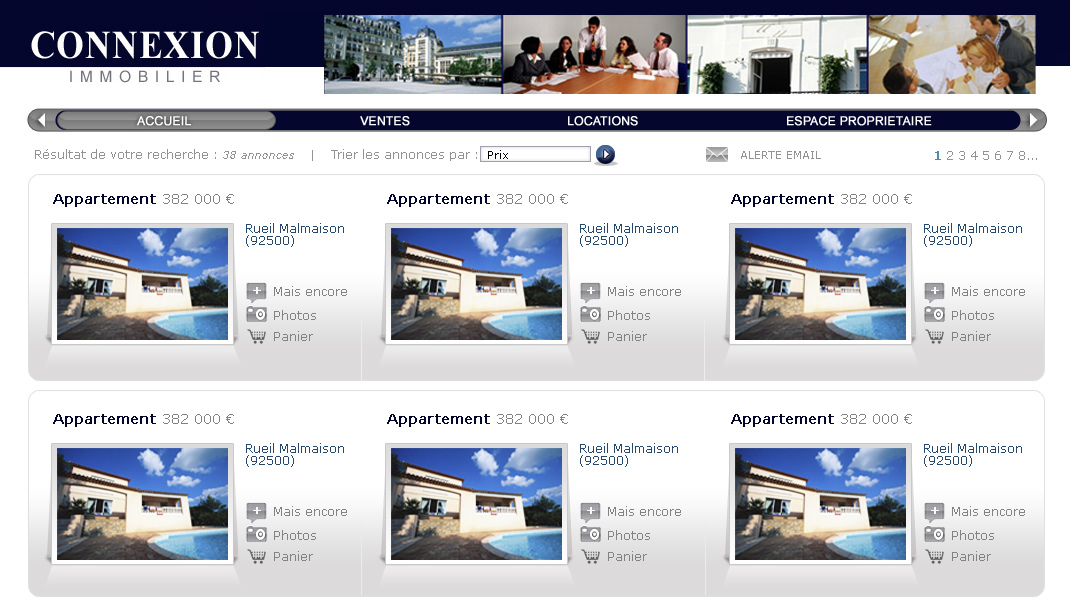 CONNEXION
IMMOBILIER
ACCUEIL VENTES LOCATIONS ESPACE PROPRIETAIRE
Résultat de votre recherche : 38 annonces | Trier les annonces par : Prix ALERTE EMAIL 1 2 3 4 5 6 7 8...
Appartement 382 000 € Appartement 382 000 € Appartement 382 000 €
Rueil Malmaison Rueil Malmaison Rueil Malmaison
(92500) (92500) (92500)
Mais encore Mais encore Mais encore
Photos Photos Photos
Panier Panier Panier
Appartement 382 000 € Appartement 382 000 € Appartement 382 000 €
Rueil Malmaison Rueil Malmaison Rueil Malmaison
(92500) (92500) (92500)
Mais encore Mais encore Mais encore
Photos Photos Photos
Panier Panier Panier